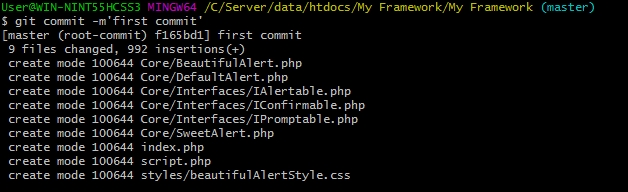 User@WIN-NINT55HCSS3 MINGW64 /C/Server/data/htdocs/My Framework/My Framework (master)
$ git commit -m'first commit'
[master (root-commit) f165bd1] first commit
 9 files changed, 992 insertions(+)
 create mode 100644 Core/BeautifulAlert.php
 create mode 100644 Core/DefaultAlert.php
 create mode 100644 Core/Interfaces/IAlertable.php
 create mode 100644 Core/Interfaces/IConfirmable.php
 create mode 100644 Core/Interfaces/IPromptable.php
 create mode 100644 Core/SweetAlert.php
 create mode 100644 index.php
 create mode 100644 script.php
 create mode 100644 styles/beautifulAlertStyle.css